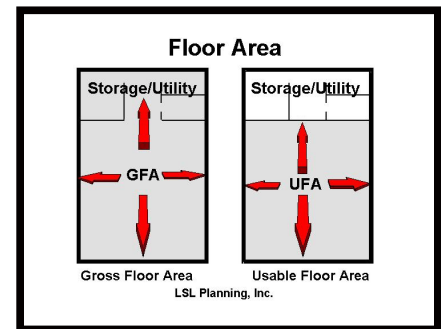 Floor Area
Storage/Utility Storage/Utility
GFA UFA
Gross Floor Area Usable Floor Area
LSL Planning, Inc.